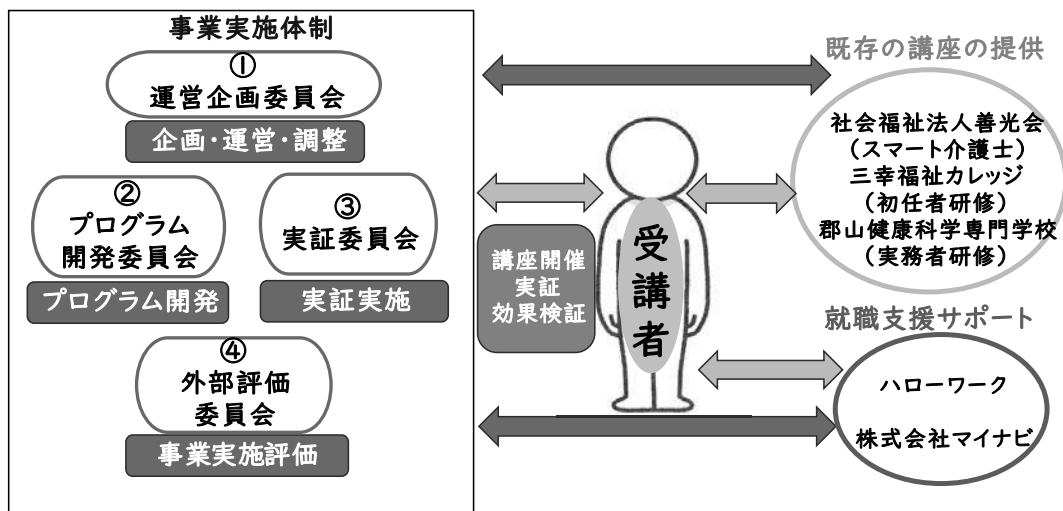 事業実施体制
①
運営企画委員会
企画・運営・調整
②
プログラム
開発委員会
プログラム開発
③
実証委員会
実証実施
④
外部評価
委員会
事業実施評価
講座開催
実証
効果検証
受講者
既存の講座の提供
社会福祉法人善光会
(スマート介護士)
三幸福祉カレッジ
(初任者研修)
郡山健康科学専門学校
(実務者研修)
就職支援サポート
ハローワーク
株式会社マイナビ